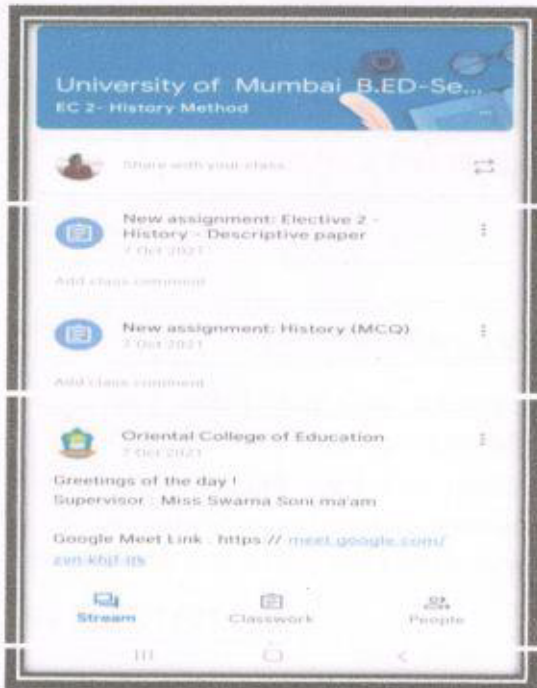 University of Mumbai B.ED-Se...
EC 2- History Method
Share with your class
New assignment: Elective 2 -
History - Descriptive paper
7 Oct 2021
Add class comment
New assignment: History (MCQ)
7 Oct 2021
Add class comment
Oriental College of Education
7 Oct 2021
Greetings of the day !
Supervisor : Miss Swarna Soni ma'am
Google Meet Link : https:// meet.google.com/
Stream
Classwork
People